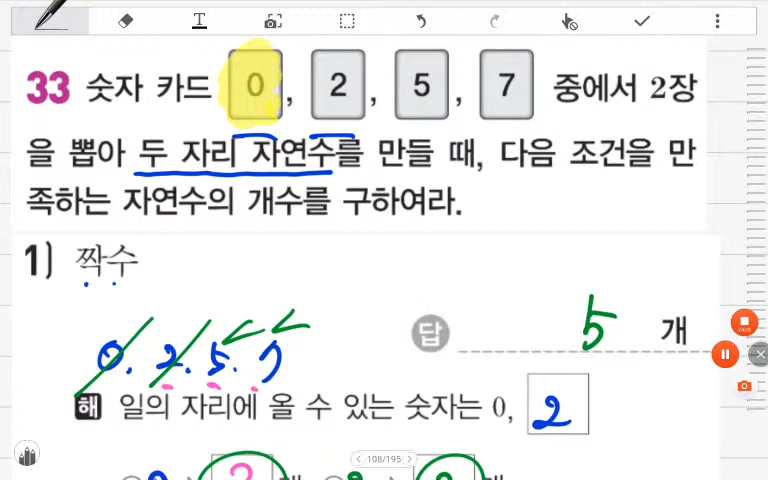 33 숫자 카드 0, 2, 5, 7 중에서 2장
을 뽑아 두 자리 자연수를 만들 때, 다음 조건을 만
족하는 자연수의 개수를 구하여라.
1) 짝수
답 5 개
0. 2. 5. 7
해 일의 자리에 올 수 있는 숫자는 0, 2
108/195